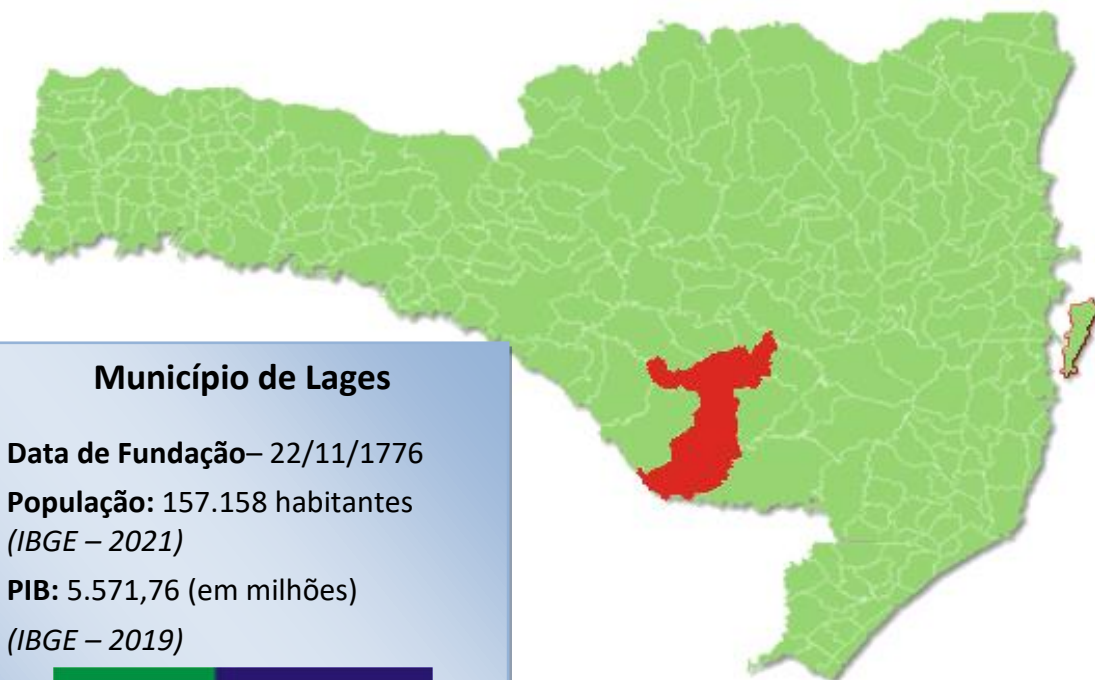 Município de Lages
Data de Fundação– 22/11/1776
População: 157.158 habitantes
(IBGE – 2021)
PIB: 5.571,76 (em milhões)
(IBGE – 2019)